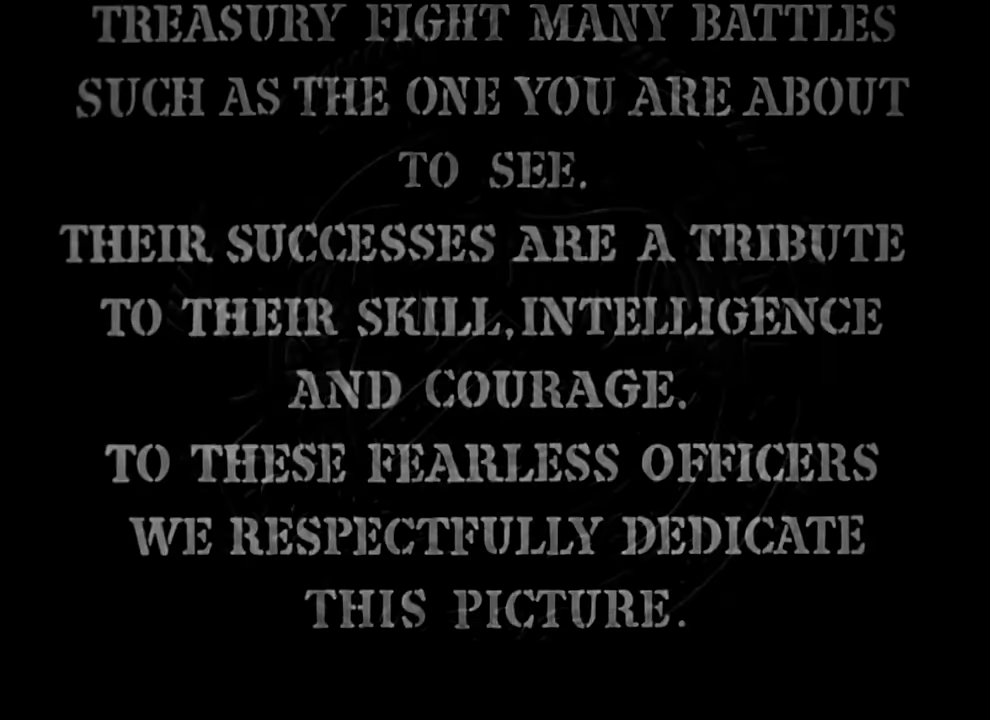 TREASURY FIGHT MANY BATTLES
SUCH AS THE ONE YOU ARE ABOUT
TO SEE.
THEIR SUCCESSES ARE A TRIBUTE
TO THEIR SKILL, INTELLIGENCE
AND COURAGE.
TO THESE FEARLESS OFFICERS
WE RESPECTFULLY DEDICATE
THIS PICTURE.